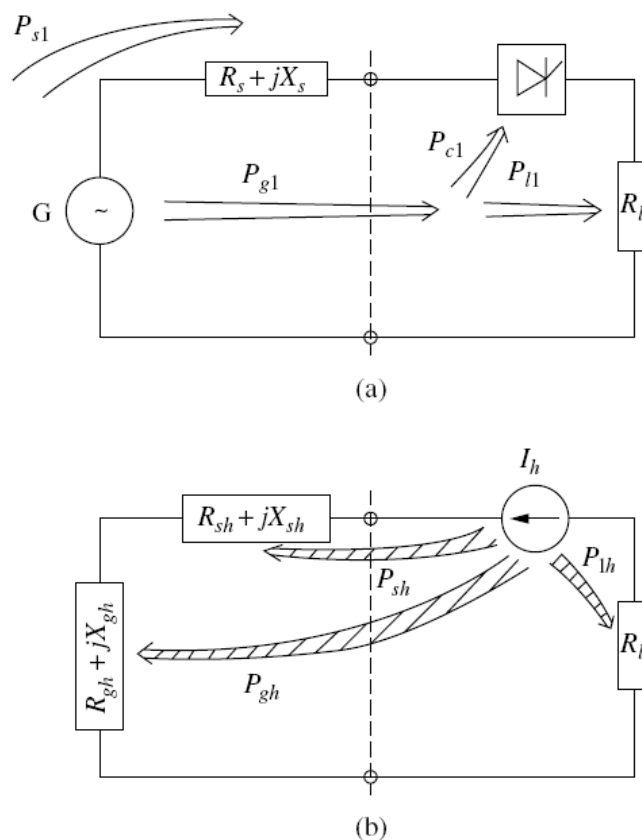 P_{s1}
R_s + jX_s
P_{c1}
P_{g1}
P_{l1}
G
~
R_l
(a)
I_h
R_{sh} + jX_{sh}
P_{1h}
P_{sh}
R_{gh} + jX_{gh}
R_l
P_{gh}
(b)